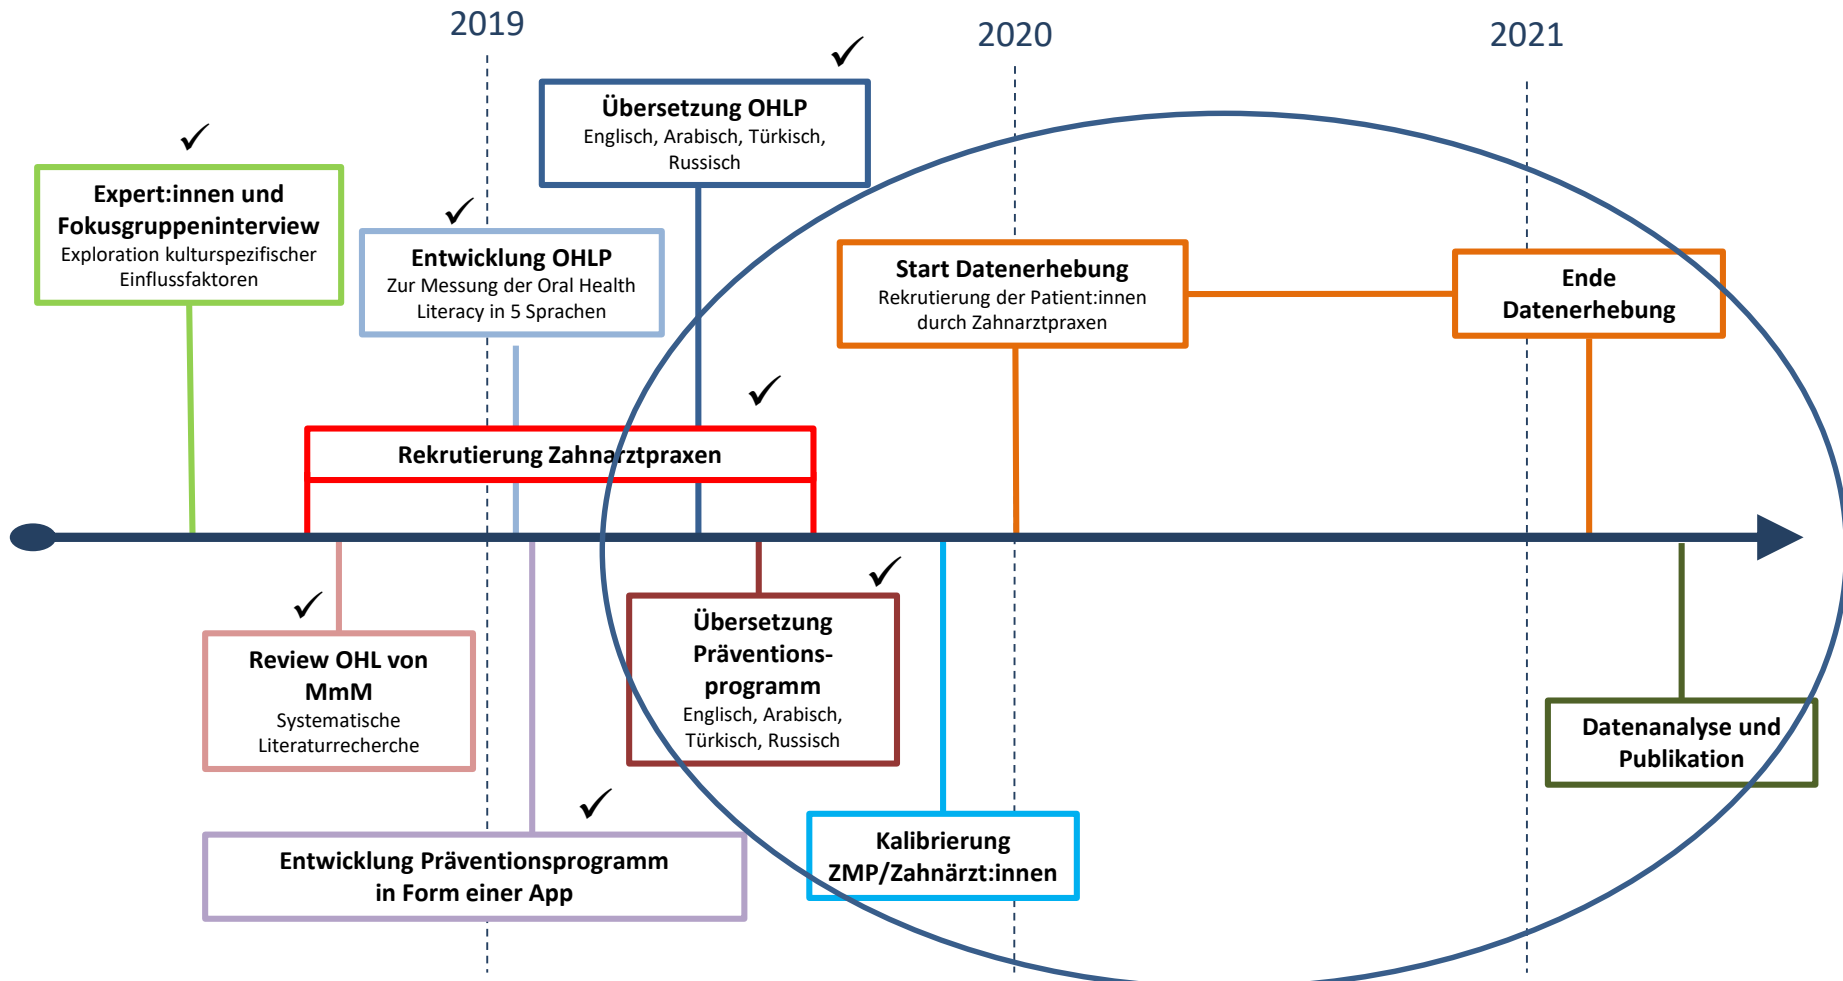 2019
2020
2021
Übersetzung OHLP
Englisch, Arabisch, Türkisch,
Russisch
Expert:innen und
Fokusgruppeninterview
Exploration kulturspezifischer
Einflussfaktoren
Entwicklung OHLP
Zur Messung der Oral Health
Literacy in 5 Sprachen
Start Datenerhebung
Rekrutierung der Patient:innen
durch Zahnarztpraxen
Ende
Datenerhebung
Rekrutierung Zahnarztpraxen
Review OHL von
MmM
Systematische
Literaturrecherche
Übersetzung
Präventions-
programm
Englisch, Arabisch,
Türkisch, Russisch
Datenanalyse und
Publikation
Entwicklung Präventionsprogramm
in Form einer App
Kalibrierung
ZMP/Zahnärzt:innen